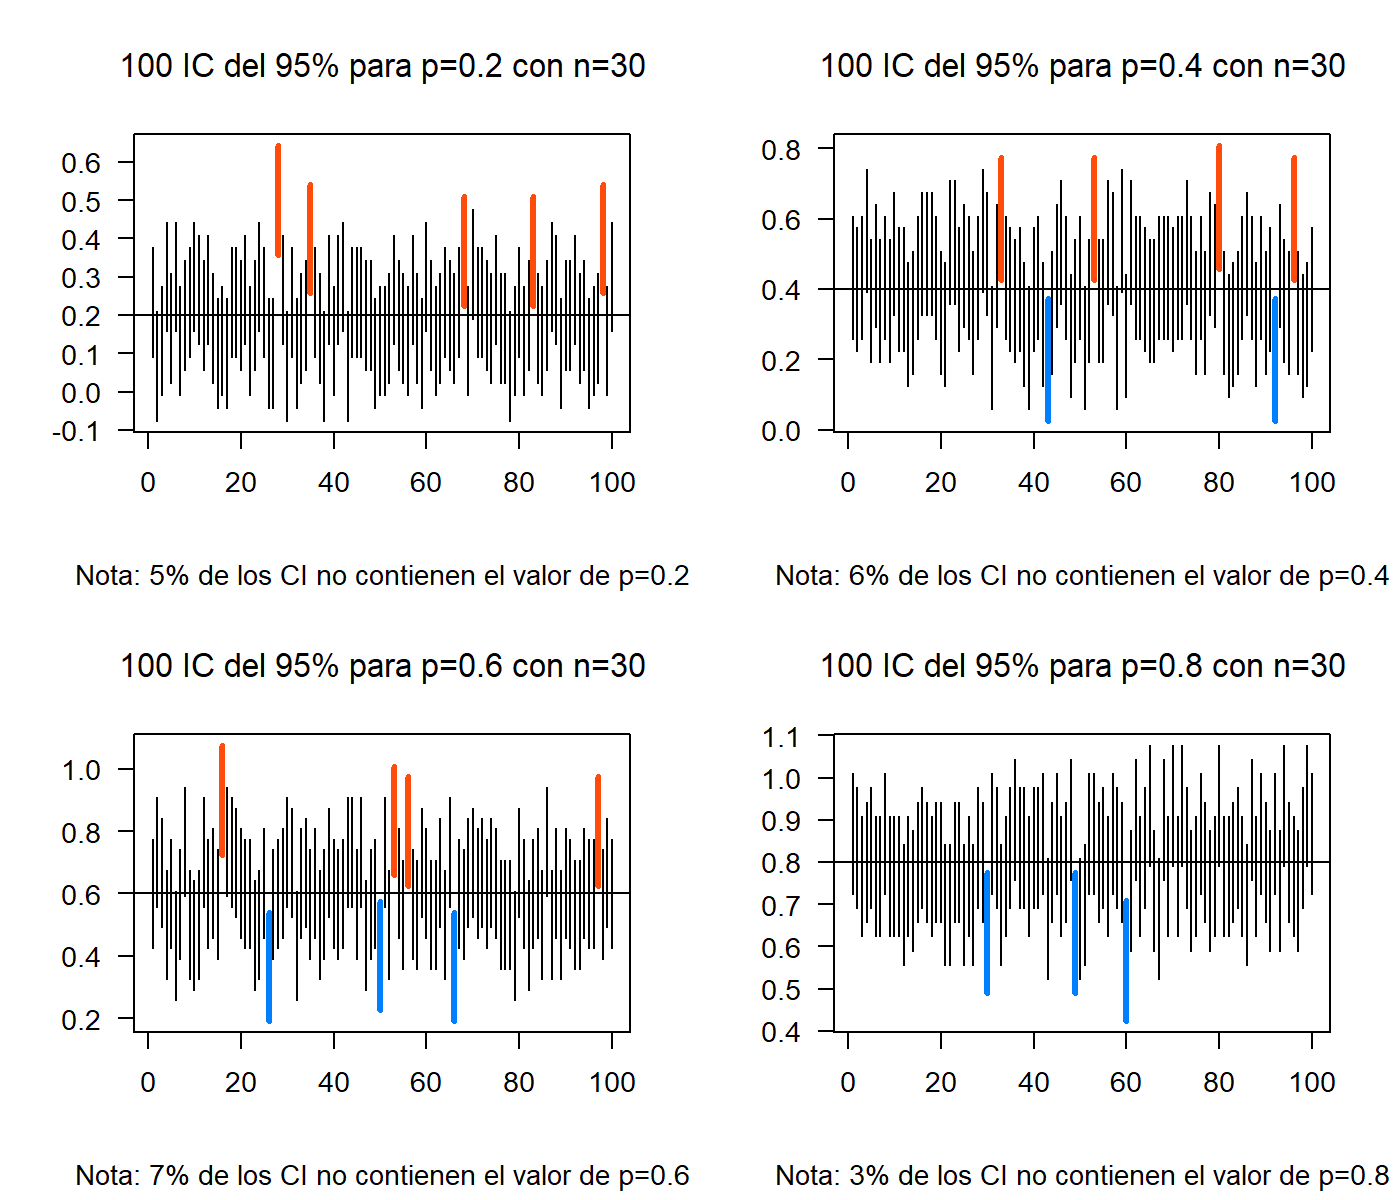 100 IC del 95% para p=0.2 con n=30
0.6
0.5
0.4
0.3
0.2
0.1
0.0
-0.1
0 20 40 60 80 100
Nota: 5% de los CI no contienen el valor de p=0.2
100 IC del 95% para p=0.4 con n=30
0.8
0.6
0.4
0.2
0.0
0 20 40 60 80 100
Nota: 6% de los CI no contienen el valor de p=0.4
100 IC del 95% para p=0.6 con n=30
1.0
0.8
0.6
0.4
0.2
0 20 40 60 80 100
Nota: 7% de los CI no contienen el valor de p=0.6
100 IC del 95% para p=0.8 con n=30
1.1
1.0
0.9
0.8
0.7
0.6
0.5
0.4
0 20 40 60 80 100
Nota: 3% de los CI no contienen el valor de p=0.8